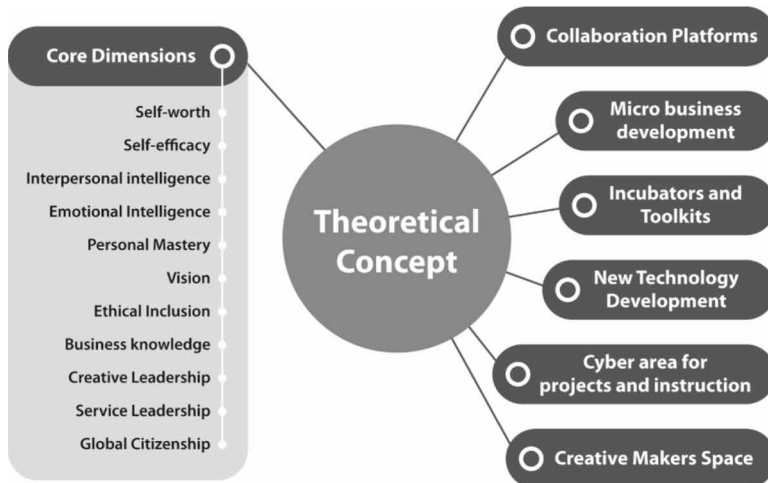 Core Dimensions
Self-worth
Self-efficacy
Interpersonal intelligence
Emotional Intelligence
Personal Mastery
Vision
Ethical Inclusion
Business knowledge
Creative Leadership
Service Leadership
Global Citizenship
Theoretical
Concept
Collaboration Platforms
Micro business
development
Incubators and
Toolkits
New Technology
Development
Cyber area for
projects and instruction
Creative Makers Space